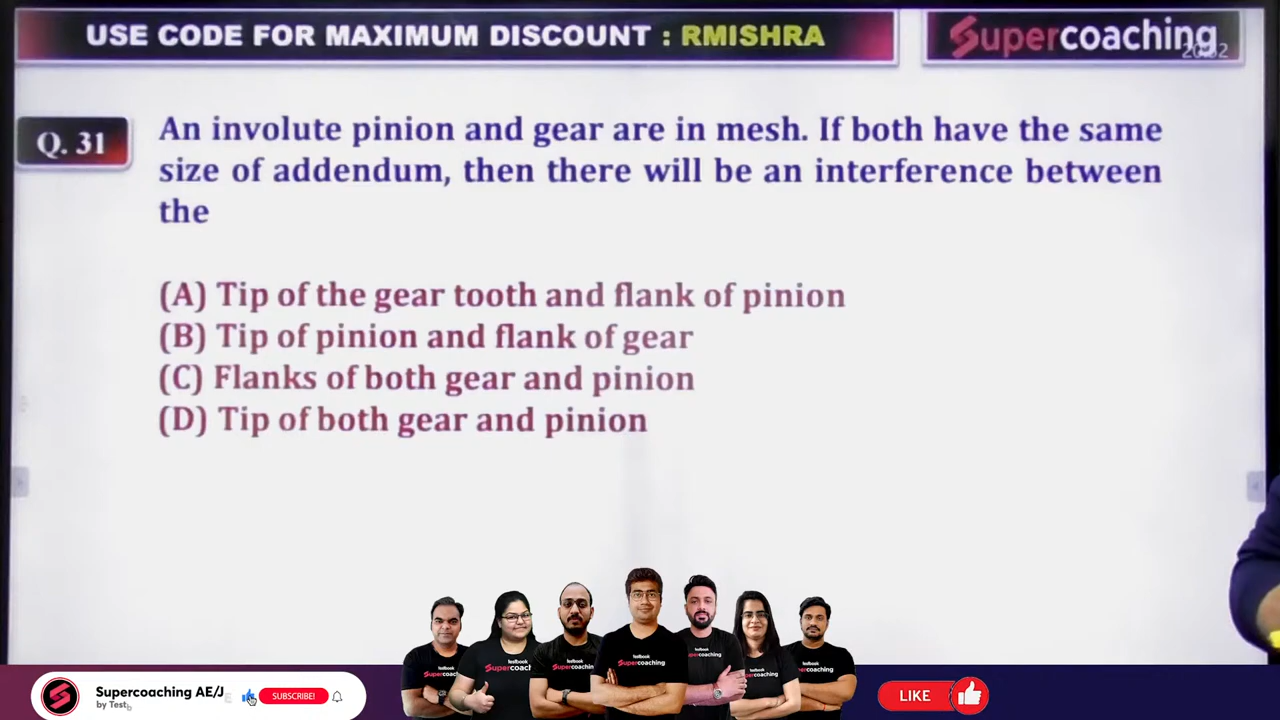 USE CODE FOR MAXIMUM DISCOUNT : RMISHRA
Supercoaching
Q. 31
An involute pinion and gear are in mesh. If both have the same
size of addendum, then there will be an interference between
the
(A) Tip of the gear tooth and flank of pinion
(B) Tip of pinion and flank of gear
(C) Flanks of both gear and pinion
(D) Tip of both gear and pinion
Supercoaching AE/J
by Testb
SUBSCRIBE!
LIKE